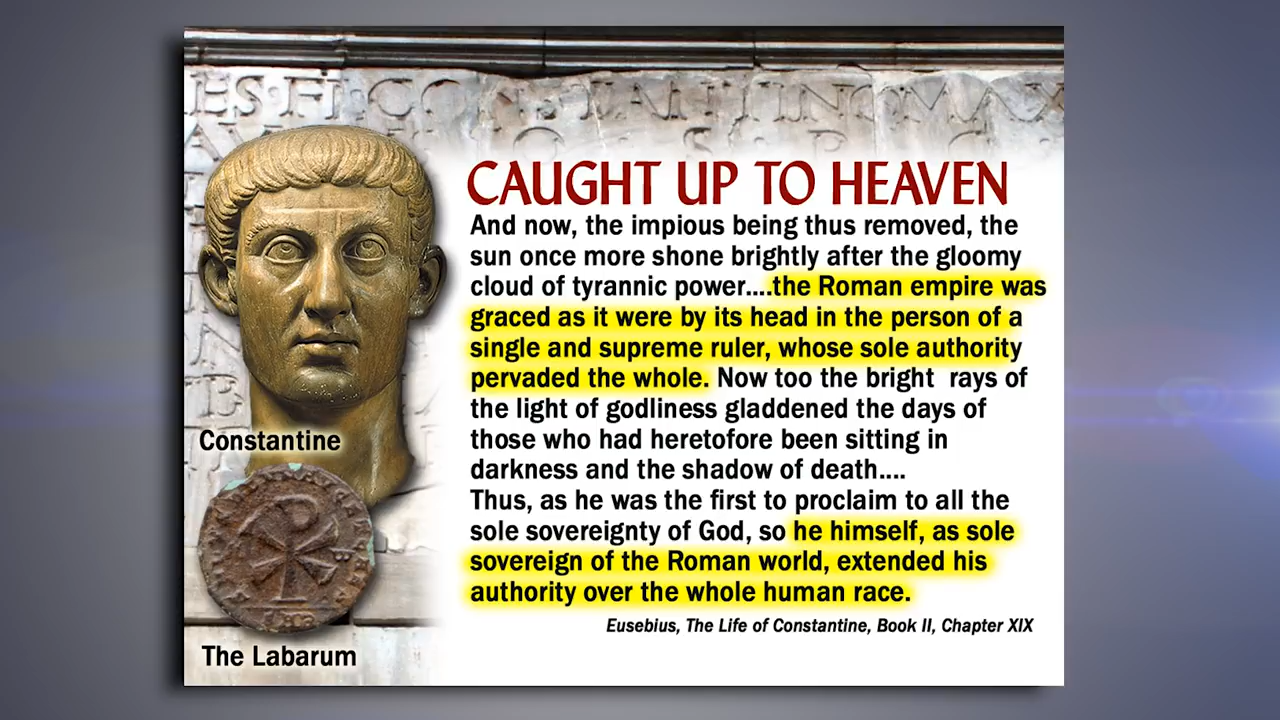 ES·FL·CONSTANTINO MAX
CAUGHT UP TO HEAVEN
And now, the impious being thus removed, the
sun once more shone brightly after the gloomy
cloud of tyrannic power....the Roman empire was
graced as it were by its head in the person of a
single and supreme ruler, whose sole authority
pervaded the whole. Now too the bright rays of
the light of godliness gladdened the days of
those who had heretofore been sitting in
darkness and the shadow of death....
Thus, as he was the first to proclaim to all the
sole sovereignty of God, so he himself, as sole
sovereign of the Roman world, extended his
authority over the whole human race.
Eusebius, The Life of Constantine, Book II, Chapter XIX
Constantine
The Labarum